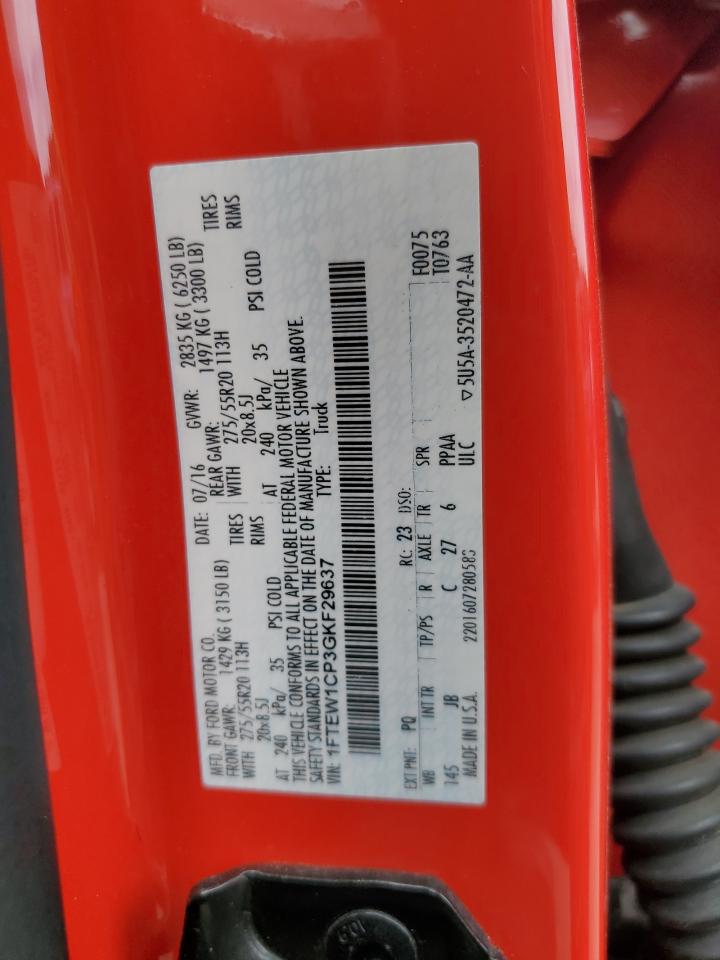 MFD. BY FORD MOTOR CO. DATE: 07/16 GVWR: 2835 KG ( 6250 LB)
FRONT GAWR: 1429 KG ( 3150 LB) REAR GAWR: 1497 KG ( 3300 LB)
WITH 275/55R20 113H TIRES WITH 275/55R20 113H TIRES
20x8.5J RIMS 20x8.5J RIMS
AT 240 kPa/ 35 PSI COLD AT 240 kPa/ 35 PSI COLD
THIS VEHICLE CONFORMS TO ALL APPLICABLE FEDERAL MOTOR VEHICLE
SAFETY STANDARDS IN EFFECT ON THE DATE OF MANUFACTURE SHOWN ABOVE.
VIN: 1FTEW1CP3GKF29637 TYPE: Truck
EXT PNT: PQ RC: 23 DSO: F0075
WB INT TR TP/PS R AXLE TR SPR T0763
145 JB C 27 6 PPAA
MADE IN U.S.A. ULC
5U5A-3520472-AA